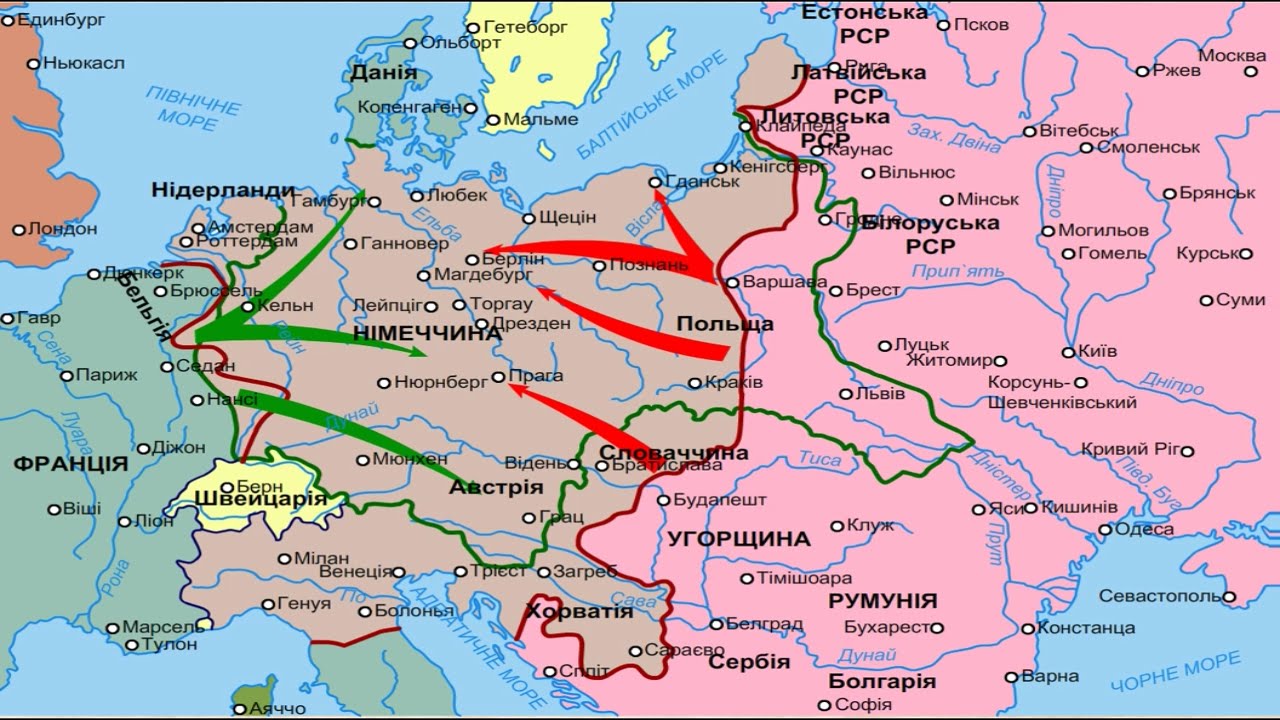 Единбург
Ньюкасл
Лондон
ПІВНІЧНЕ
МОРЕ
Данія
Гетеборг
Ольборт
Копенгаген
Мальме
БАЛТІЙСЬКЕ МОРЕ
Естонська
РСР
Псков
Москва
Рига
Ржев
Латвійська
РСР
Литовська
РСР
Клайпеда
Каунас
Зах. Двіна
Вітебськ
Смоленськ
Дніпро
Вільнюс
Мінськ
Брянськ
Кенігсберг
Гданськ
Гродно
Білоруська
РСР
Могильов
Гомель
Курськ
Нідерланди
Гамбург
Любек
Щецін
Вісла
Амстердам
Роттердам
Ганновер
Ельба
Берлін
Магдебург
Познань
Варшава
Брест
Прип`ять
Суми
Дюнкерк
Брюссель
Бельгія
Кельн
Лейпціг
Торгау
Дрезден
НІМЕЧЧИНА
Польща
Луцьк
Житомир
Київ
Гавр
Сена
Париж
Седан
Рейн
Нюрнберг
Прага
Краків
Львів
Корсунь-
Шевченківський
Дніпро
Нансі
Луара
Дунай
Діжон
ФРАНЦІЯ
Мюнхен
Відень
Словаччина
Братислава
Тиса
Дністер
Півд. Буг
Кривий Ріг
Берн
Швейцарія
Австрія
Грац
Будапешт
Віші
Ліон
УГОРЩИНА
Клуж
Яси
Кишинів
Прут
Одеса
Рона
Мілан
Венеція
Трієст
Загреб
Тімішоара
Севастополь
Генуя
По
Болонья
Хорватія
Сава
РУМУНІЯ
Марсель
Тулон
АДРІАТИЧНЕ МОРЕ
Белград
Бухарест
Констанца
Сараєво
Спліт
Сербія
Дунай
Болгарія
Варна
ЧОРНЕ МОРЕ
Аяччо
Софія